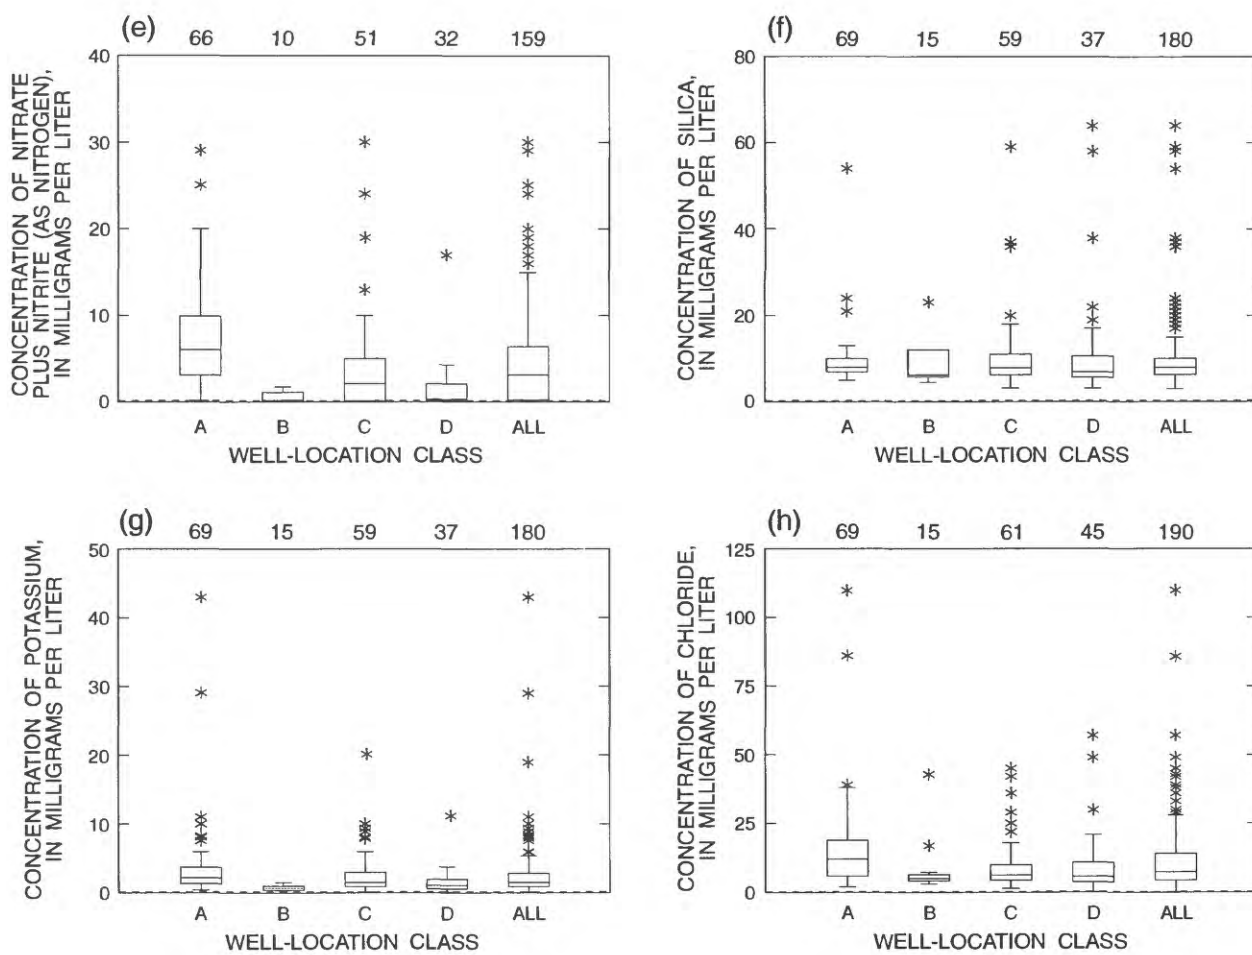 (e)
66 10 51 32 159
40
30
20
10
0
CONCENTRATION OF NITRATE
PLUS NITRITE (AS NITROGEN),
IN MILLIGRAMS PER LITER
A B C D ALL
WELL-LOCATION CLASS
(f)
69 15 59 37 180
80
60
40
20
0
CONCENTRATION OF SILICA,
IN MILLIGRAMS PER LITER
A B C D ALL
WELL-LOCATION CLASS
(g)
69 15 59 37 180
50
40
30
20
10
0
CONCENTRATION OF POTASSIUM,
IN MILLIGRAMS PER LITER
A B C D ALL
WELL-LOCATION CLASS
(h)
69 15 61 45 190
125
100
75
50
25
0
CONCENTRATION OF CHLORIDE,
IN MILLIGRAMS PER LITER
A B C D ALL
WELL-LOCATION CLASS